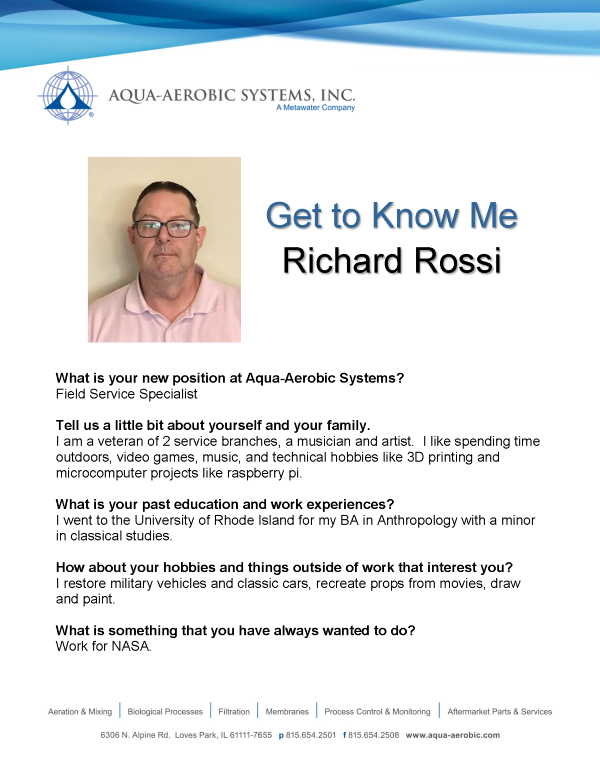 AQUA-AEROBIC SYSTEMS, INC.
A Metawater Company
®
Get to Know Me
Richard Rossi
What is your new position at Aqua-Aerobic Systems?
Field Service Specialist
Tell us a little bit about yourself and your family.
I am a veteran of 2 service branches, a musician and artist.  I like spending time
outdoors, video games, music, and technical hobbies like 3D printing and
microcomputer projects like raspberry pi.
What is your past education and work experiences?
I went to the University of Rhode Island for my BA in Anthropology with a minor
in classical studies.
How about your hobbies and things outside of work that interest you?
I restore military vehicles and classic cars, recreate props from movies, draw
and paint.
What is something that you have always wanted to do?
Work for NASA.
Aeration & Mixing | Biological Processes | Filtration | Membranes | Process Control & Monitoring | Aftermarket Parts & Services
6306 N. Alpine Rd.  Loves Park, IL 61111-7655  p 815.654.2501  f 815.654.2508  www.aqua-aerobic.com